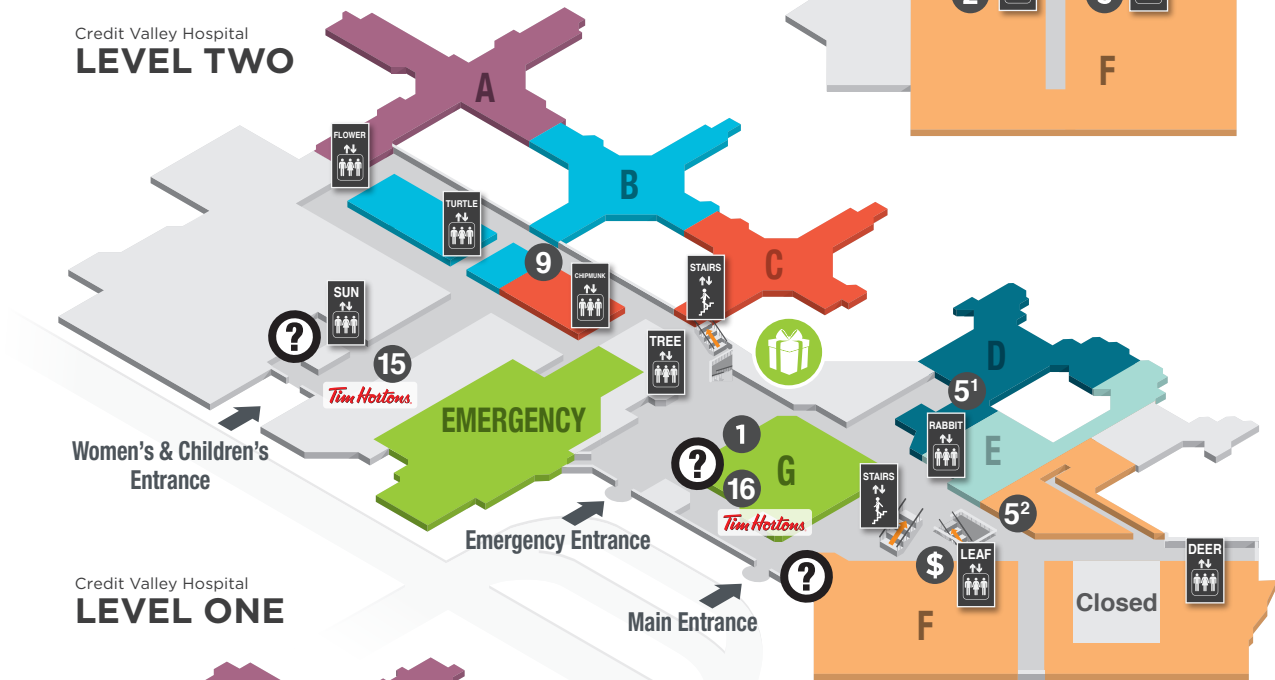 Credit Valley Hospital
LEVEL TWO
F
A
FLOWER
B
TURTLE
9
CHIPMUNK
C
STAIRS
SUN
?
15
Tim Hortons
TREE
D
5¹
RABBIT
E
EMERGENCY
1
?
16
G
Tim Hortons
STAIRS
5²
Women's & Children's
Entrance
Emergency Entrance
$
LEAF
DEER
?
Closed
F
Main Entrance
Credit Valley Hospital
LEVEL ONE